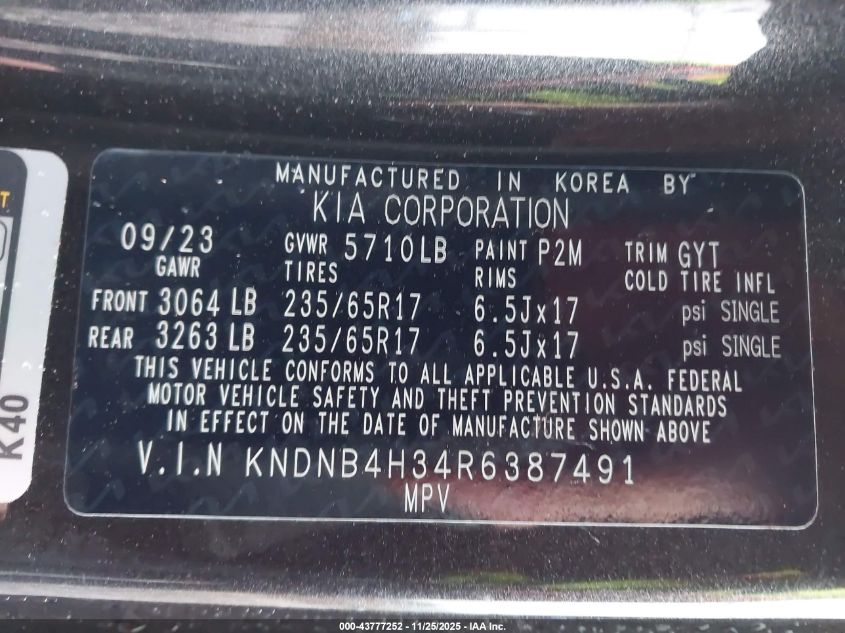 MANUFACTURED IN KOREA BY
KIA CORPORATION
09/23 GVWR 5710LB PAINT P2M TRIM GYT
GAWR TIRES RIMS COLD TIRE INFL
FRONT 3064 LB 235/65R17 6.5Jx17 psi SINGLE
REAR 3263 LB 235/65R17 6.5Jx17 psi SINGLE
THIS VEHICLE CONFORMS TO ALL APPLICABLE U.S.A. FEDERAL
MOTOR VEHICLE SAFETY AND THEFT PREVENTION STANDARDS
IN EFFECT ON THE DATE OF MANUFACTURE SHOWN ABOVE
V.I.N KNDNB4H34R6387491
MPV
K40
000-43777252 - 11/25/2025 - IAA Inc.